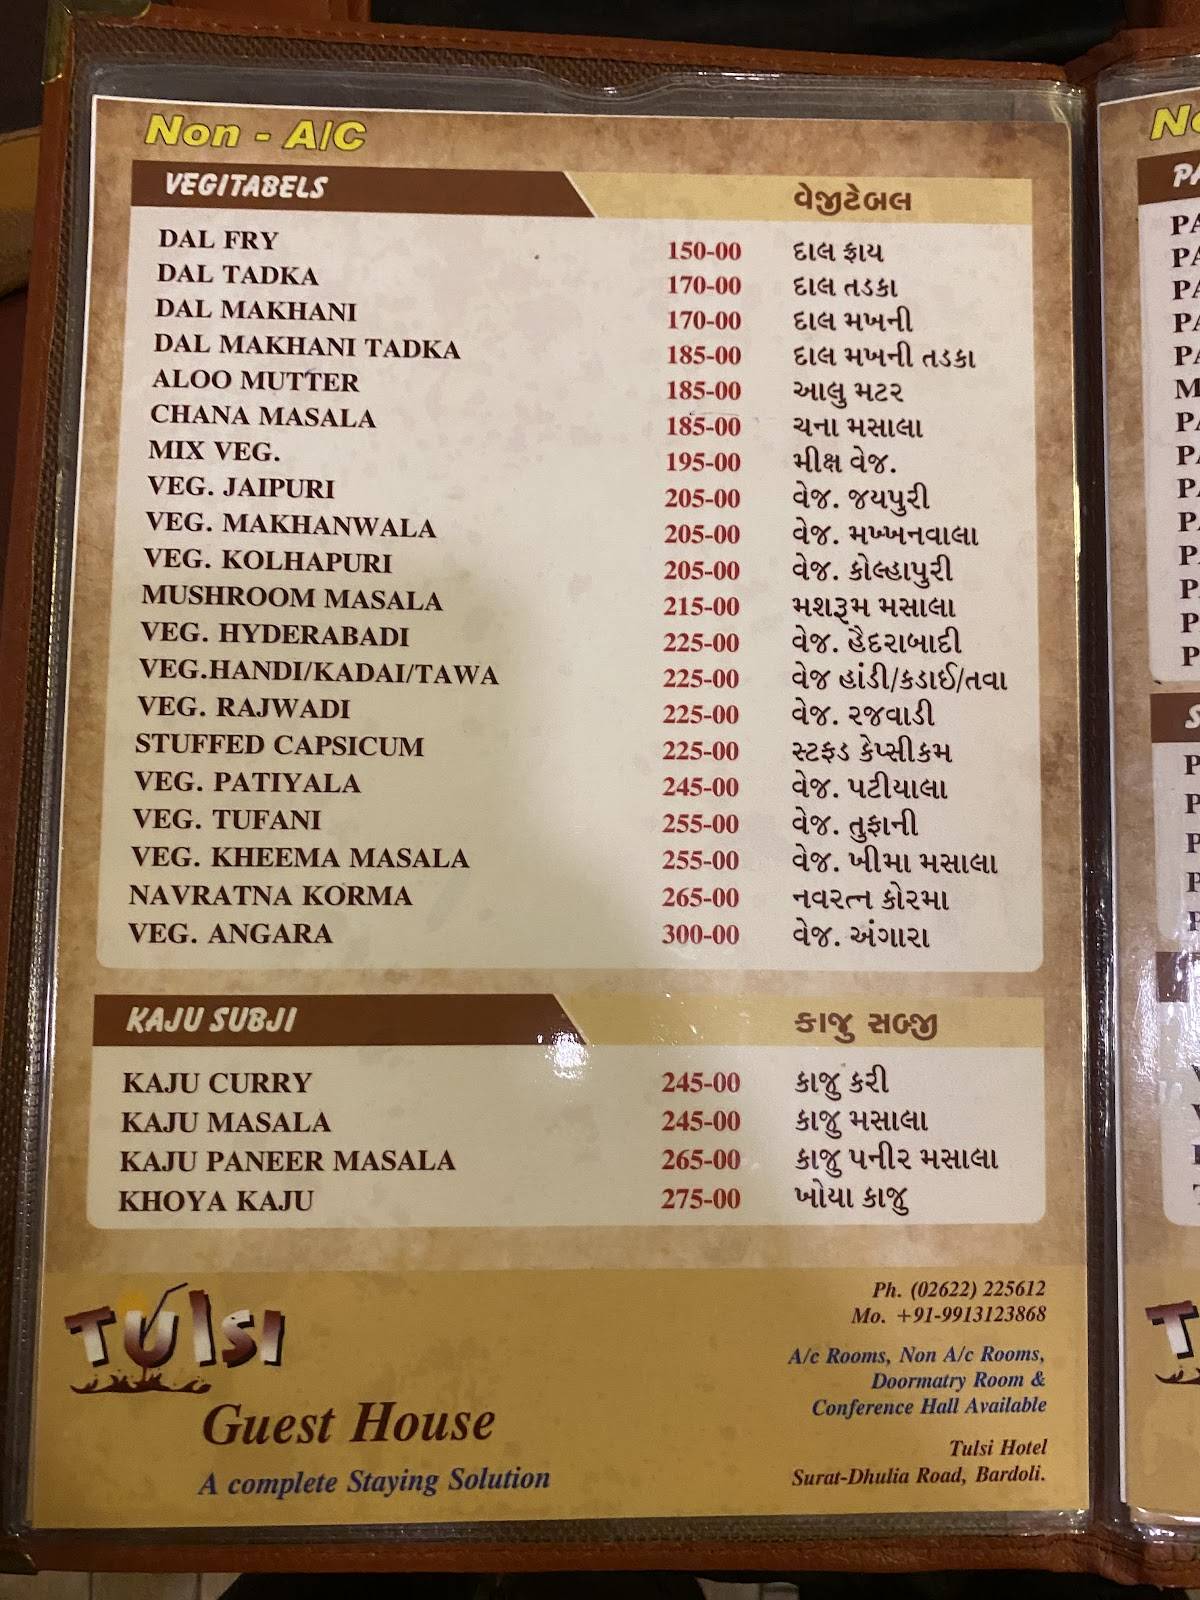 Non - A/C
VEGITABELS વેજીટેબલ
DAL FRY 150-00 દાલ ફ્રાય
DAL TADKA 170-00 દાલ તડકા
DAL MAKHANI 170-00 દાલ મખની
DAL MAKHANI TADKA 185-00 દાલ મખની તડકા
ALOO MUTTER 185-00 આલુ મટર
CHANA MASALA 185-00 ચના મસાલા
MIX VEG. 195-00 મીક્ષ વેજ.
VEG. JAIPURI 205-00 વેજ. જયપુરી
VEG. MAKHANWALA 205-00 વેજ. મખ્ખનવાલા
VEG. KOLHAPURI 205-00 વેજ. કોલ્હાપુરી
MUSHROOM MASALA 215-00 મશરૂમ મસાલા
VEG. HYDERABADI 225-00 વેજ. હૈદરાબાદી
VEG.HANDI/KADAI/TAWA 225-00 વેજ હાંડી/કડાઈ/તવા
VEG. RAJWADI 225-00 વેજ. રજવાડી
STUFFED CAPSICUM 225-00 સ્ટફડ કેપ્સીકમ
VEG. PATIYALA 245-00 વેજ. પટીયાલા
VEG. TUFANI 255-00 વેજ. તુફાની
VEG. KHEEMA MASALA 255-00 વેજ. ખીમા મસાલા
NAVRATNA KORMA 265-00 નવરત્ન કોરમા
VEG. ANGARA 300-00 વેજ. અંગારા
KAJU SUBJI કાજુ સબ્જી
KAJU CURRY 245-00 કાજુ કરી
KAJU MASALA 245-00 કાજુ મસાલા
KAJU PANEER MASALA 265-00 કાજુ પનીર મસાલા
KHOYA KAJU 275-00 ખોયા કાજુ
TULSI
Guest House
A complete Staying Solution
Ph. (02622) 225612
Mo. +91-9913123868
A/c Rooms, Non A/c Rooms,
Doormatry Room &
Conference Hall Available
Tulsi Hotel
Surat-Dhulia Road, Bardoli.